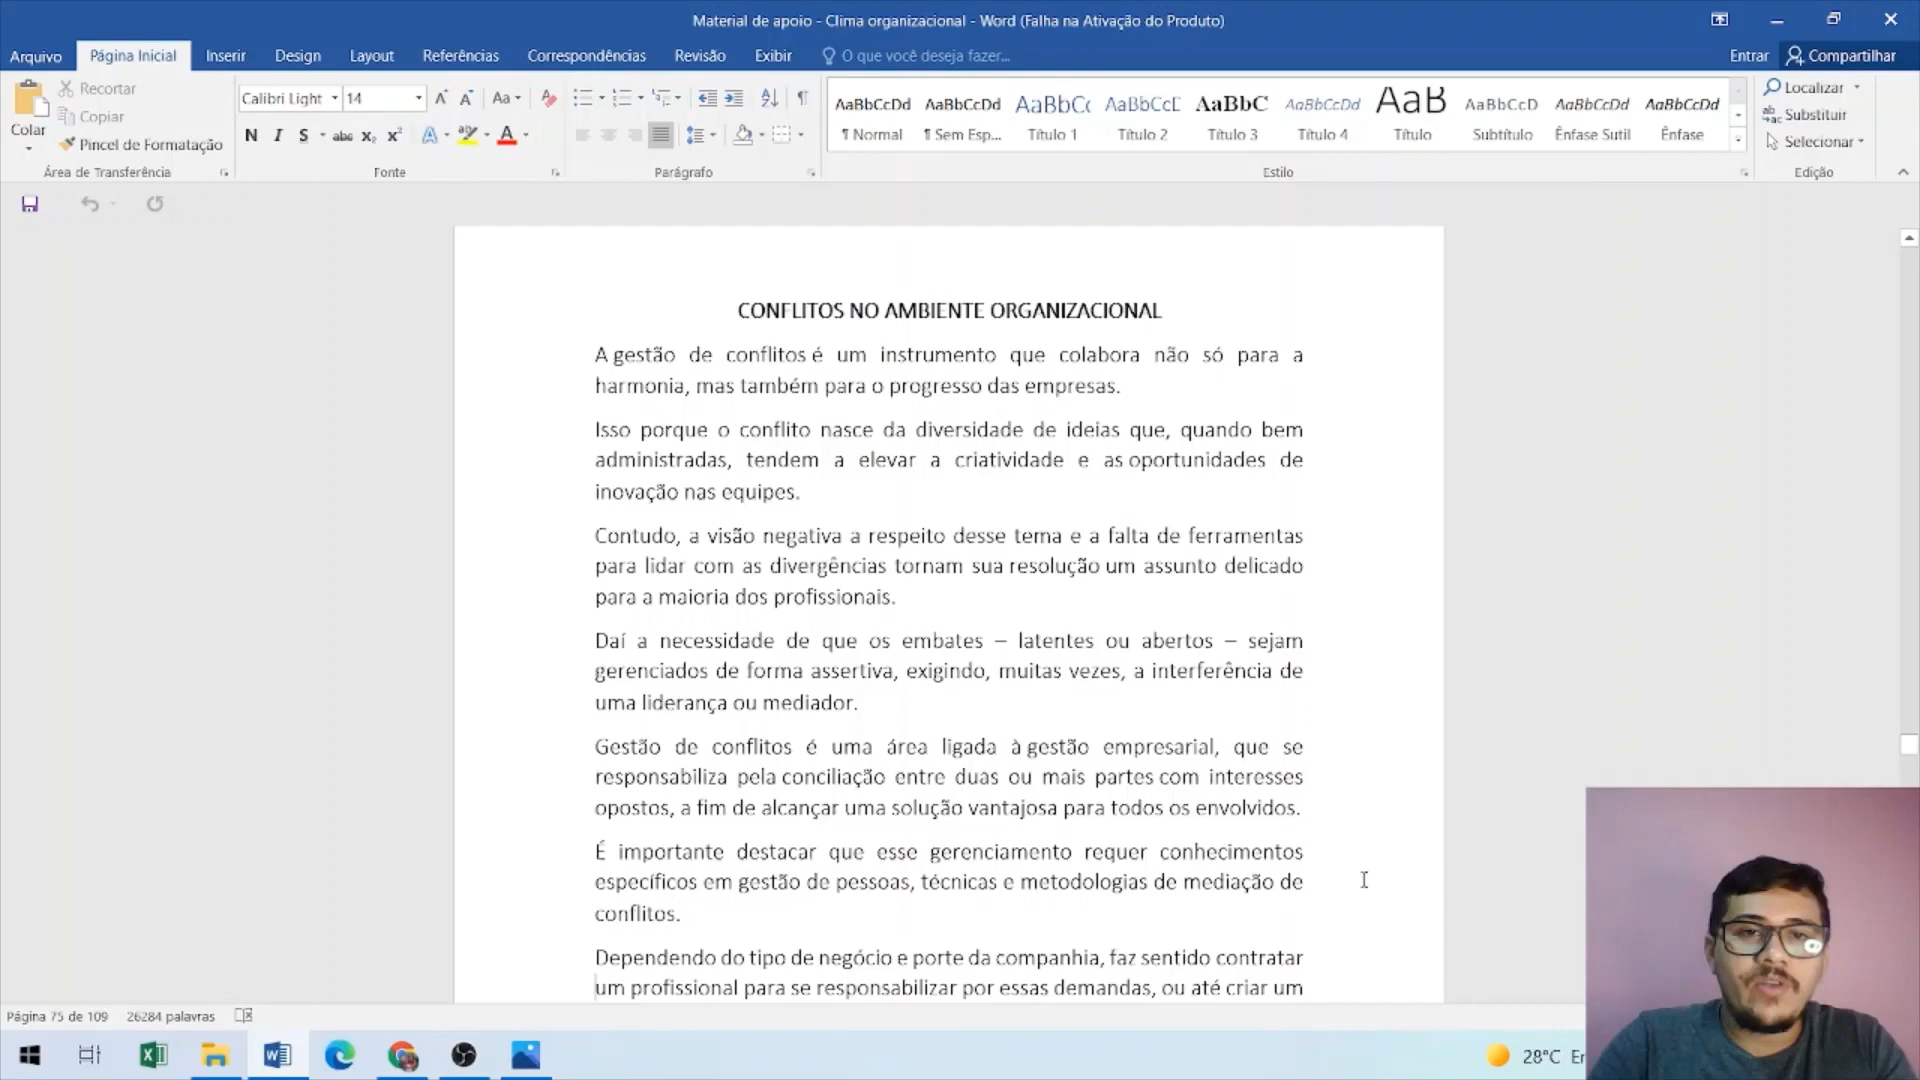 Material de apoio - Clima organizacional - Word (Falha na Ativação do Produto)
Arquivo Página Inicial Inserir Design Layout Referências Correspondências Revisão Exibir O que você deseja fazer... Entrar Compartilhar
Colar
Recortar
Copiar
Pincel de Formatação
Área de Transferência
Calibri Light 14
Aa
N I S abc X₂ X² A A
Fonte
Parágrafo
AaBbCcDd AaBbCcDd AaBbCc AaBbCcC AaBbC AaBbCcDd AaB AaBbCcD AaBbCcDd AaBbCcDd
¶ Normal ¶ Sem Esp... Título 1 Título 2 Título 3 Título 4 Título Subtítulo Ênfase Sutil Ênfase
Estilo
Localizar
Substituir
Selecionar
Edição
CONFLITOS NO AMBIENTE ORGANIZACIONAL
A gestão de conflitos é um instrumento que colabora não só para a
harmonia, mas também para o progresso das empresas.
Isso porque o conflito nasce da diversidade de ideias que, quando bem
administradas, tendem a elevar a criatividade e as oportunidades de
inovação nas equipes.
Contudo, a visão negativa a respeito desse tema e a falta de ferramentas
para lidar com as divergências tornam sua resolução um assunto delicado
para a maioria dos profissionais.
Daí a necessidade de que os embates – latentes ou abertos – sejam
gerenciados de forma assertiva, exigindo, muitas vezes, a interferência de
uma liderança ou mediador.
Gestão de conflitos é uma área ligada à gestão empresarial, que se
responsabiliza pela conciliação entre duas ou mais partes com interesses
opostos, a fim de alcançar uma solução vantajosa para todos os envolvidos.
É importante destacar que esse gerenciamento requer conhecimentos
específicos em gestão de pessoas, técnicas e metodologias de mediação de
conflitos.
Dependendo do tipo de negócio e porte da companhia, faz sentido contratar
um profissional para se responsabilizar por essas demandas, ou até criar um
Página 75 de 109 26284 palavras
28°C